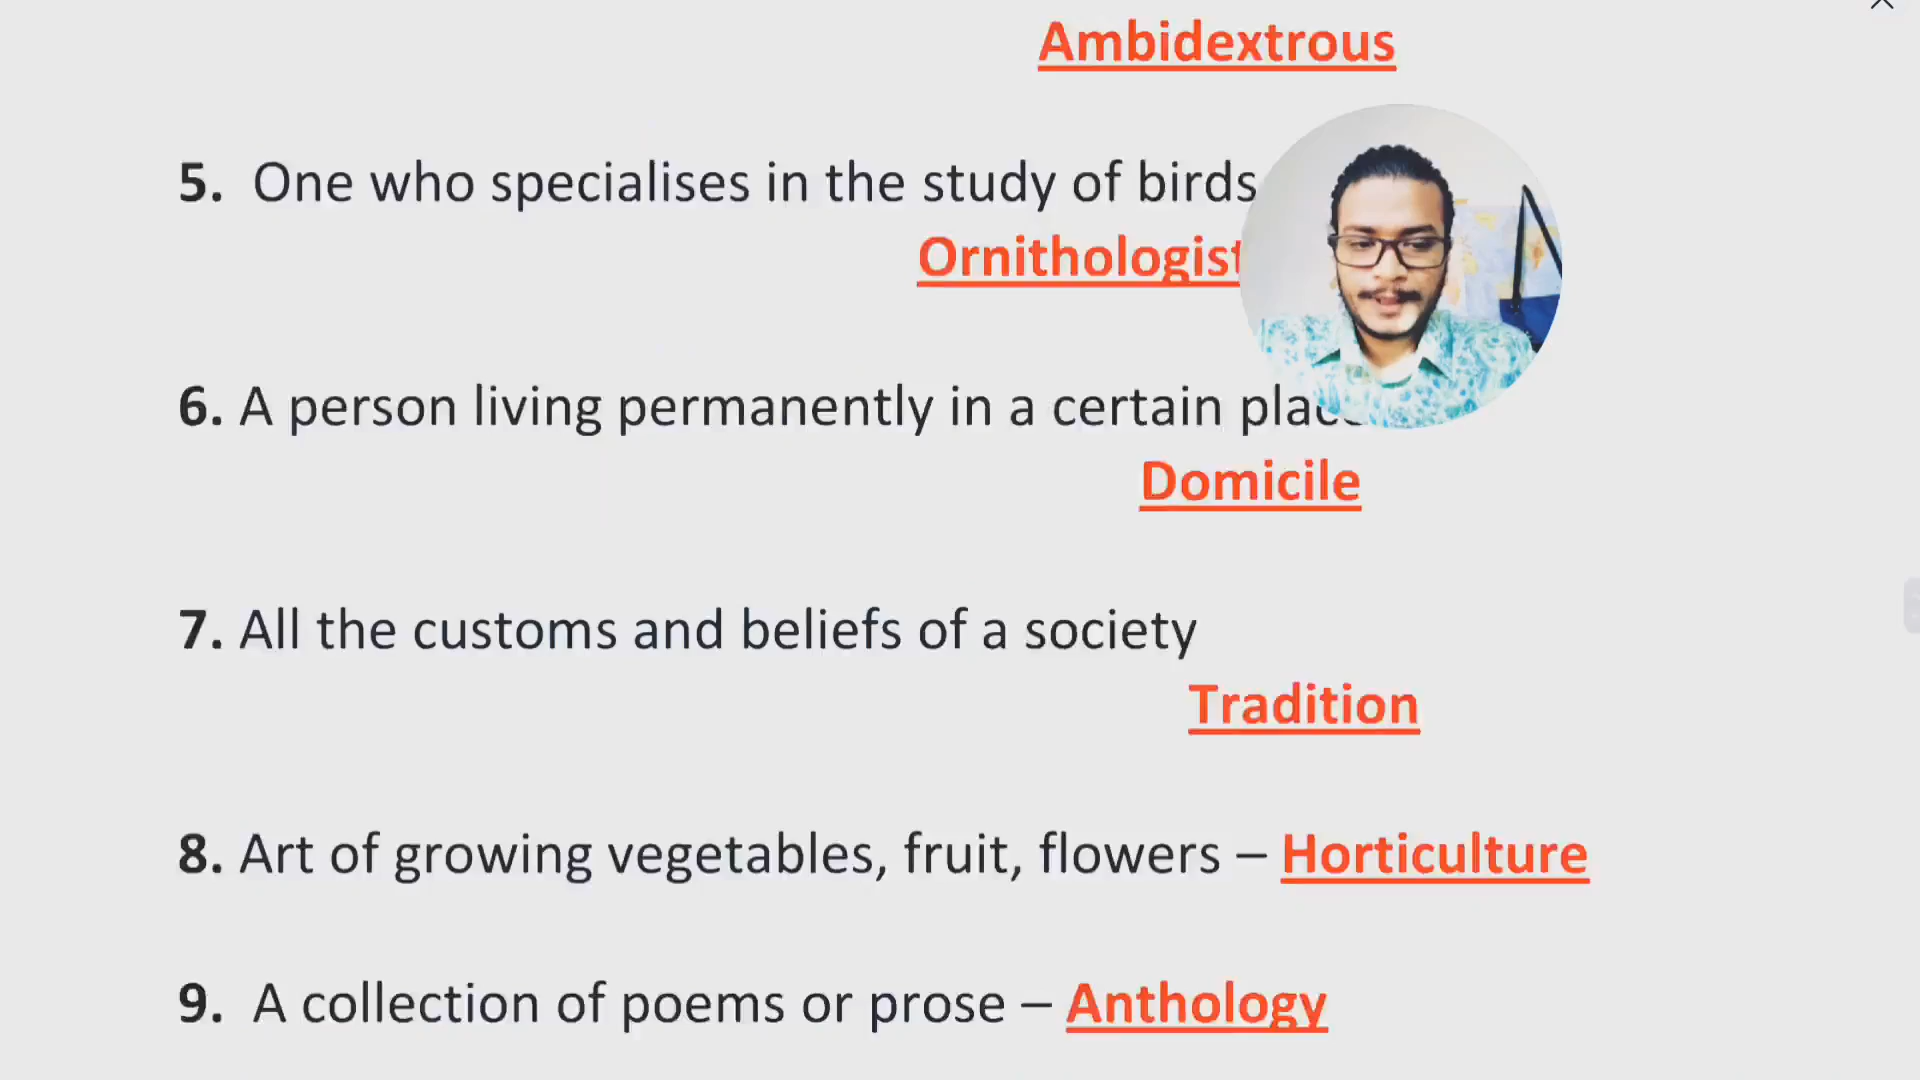 Ambidextrous
5. One who specialises in the study of birds
Ornithologist
6. A person living permanently in a certain place
Domicile
7. All the customs and beliefs of a society
Tradition
8. Art of growing vegetables, fruit, flowers – Horticulture
9. A collection of poems or prose – Anthology